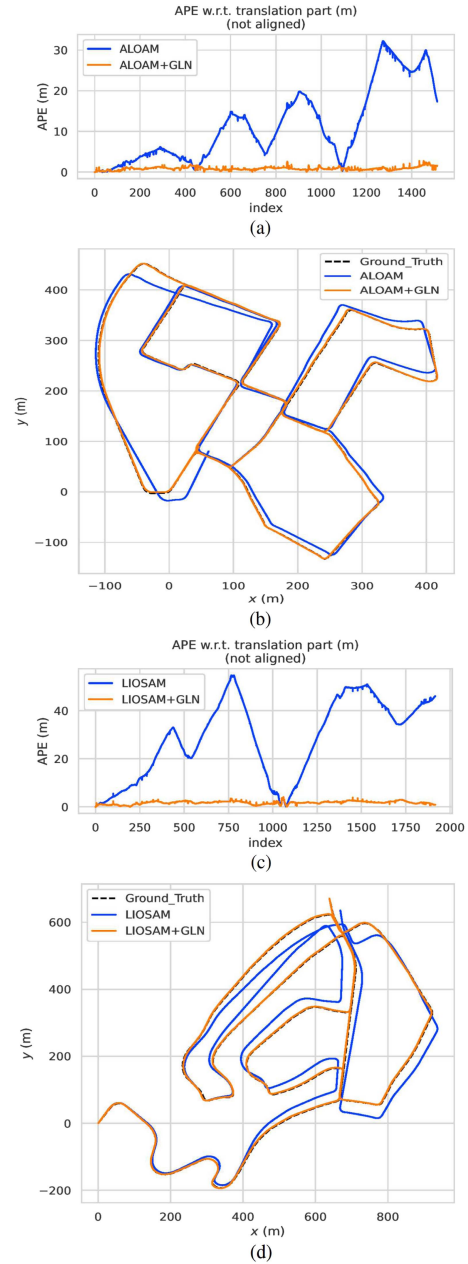 APE w.r.t. translation part (m)
(not aligned)
ALOAM
ALOAM+GLN
APE (m)
30
20
10
0
0 200 400 600 800 1000 1200 1400
index
(a)
Ground_Truth
ALOAM
ALOAM+GLN
y (m)
400
300
200
100
0
−100
−100 0 100 200 300 400
x (m)
(b)
APE w.r.t. translation part (m)
(not aligned)
LIOSAM
LIOSAM+GLN
APE (m)
40
20
0
0 250 500 750 1000 1250 1500 1750 2000
index
(c)
Ground_Truth
LIOSAM
LIOSAM+GLN
y (m)
600
400
200
0
−200
0 200 400 600 800
x (m)
(d)